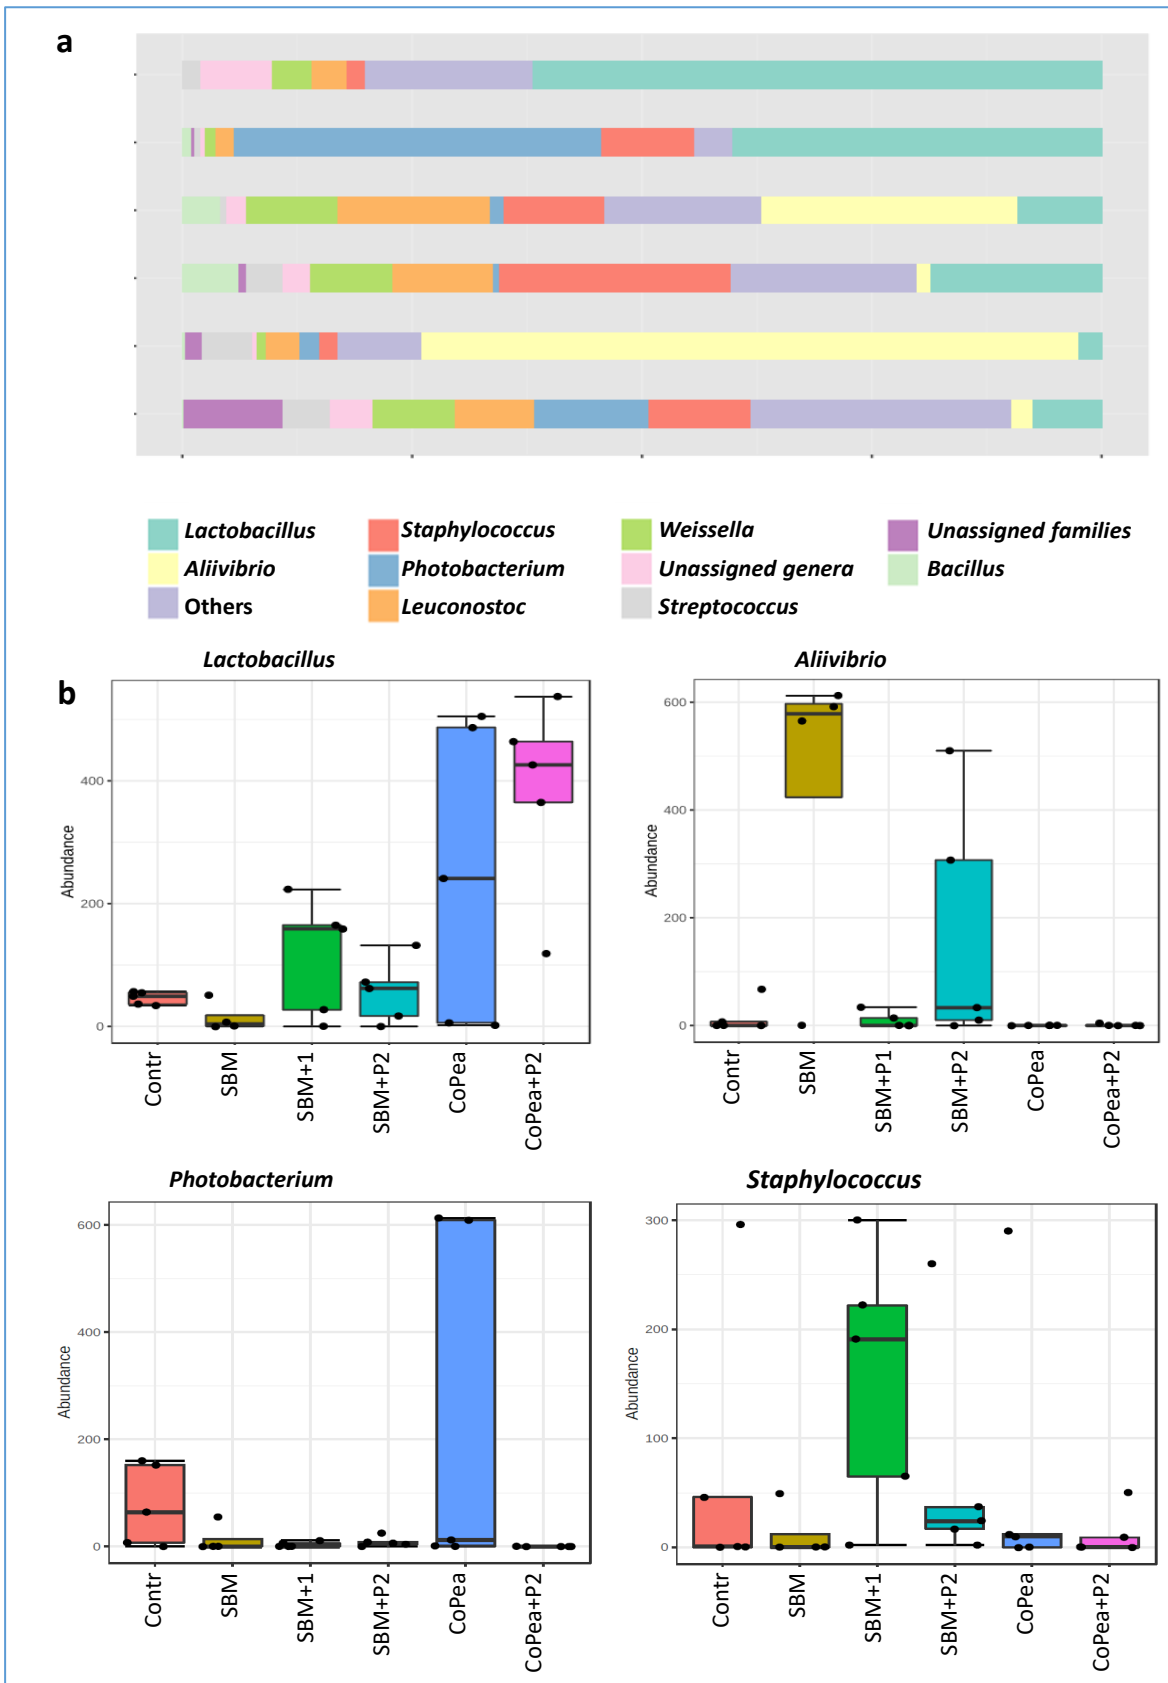 a
Lactobacillus
Staphylococcus
Weissella
Unassigned families
Aliivibrio
Photobacterium
Unassigned genera
Bacillus
Others
Leuconostoc
Streptococcus
b
Lactobacillus
Abundance
400
200
0
Contr
SBM
SBM+1
SBM+P2
CoPea
CoPea+P2
Aliivibrio
Abundance
600
400
200
0
Contr
SBM
SBM+P1
SBM+P2
CoPea
CoPea+P2
Photobacterium
Abundance
600
400
200
0
Contr
SBM
SBM+1
SBM+P2
CoPea
CoPea+P2
Staphylococcus
Abundance
300
200
100
0
Contr
SBM
SBM+1
SBM+P2
CoPea
CoPea+P2